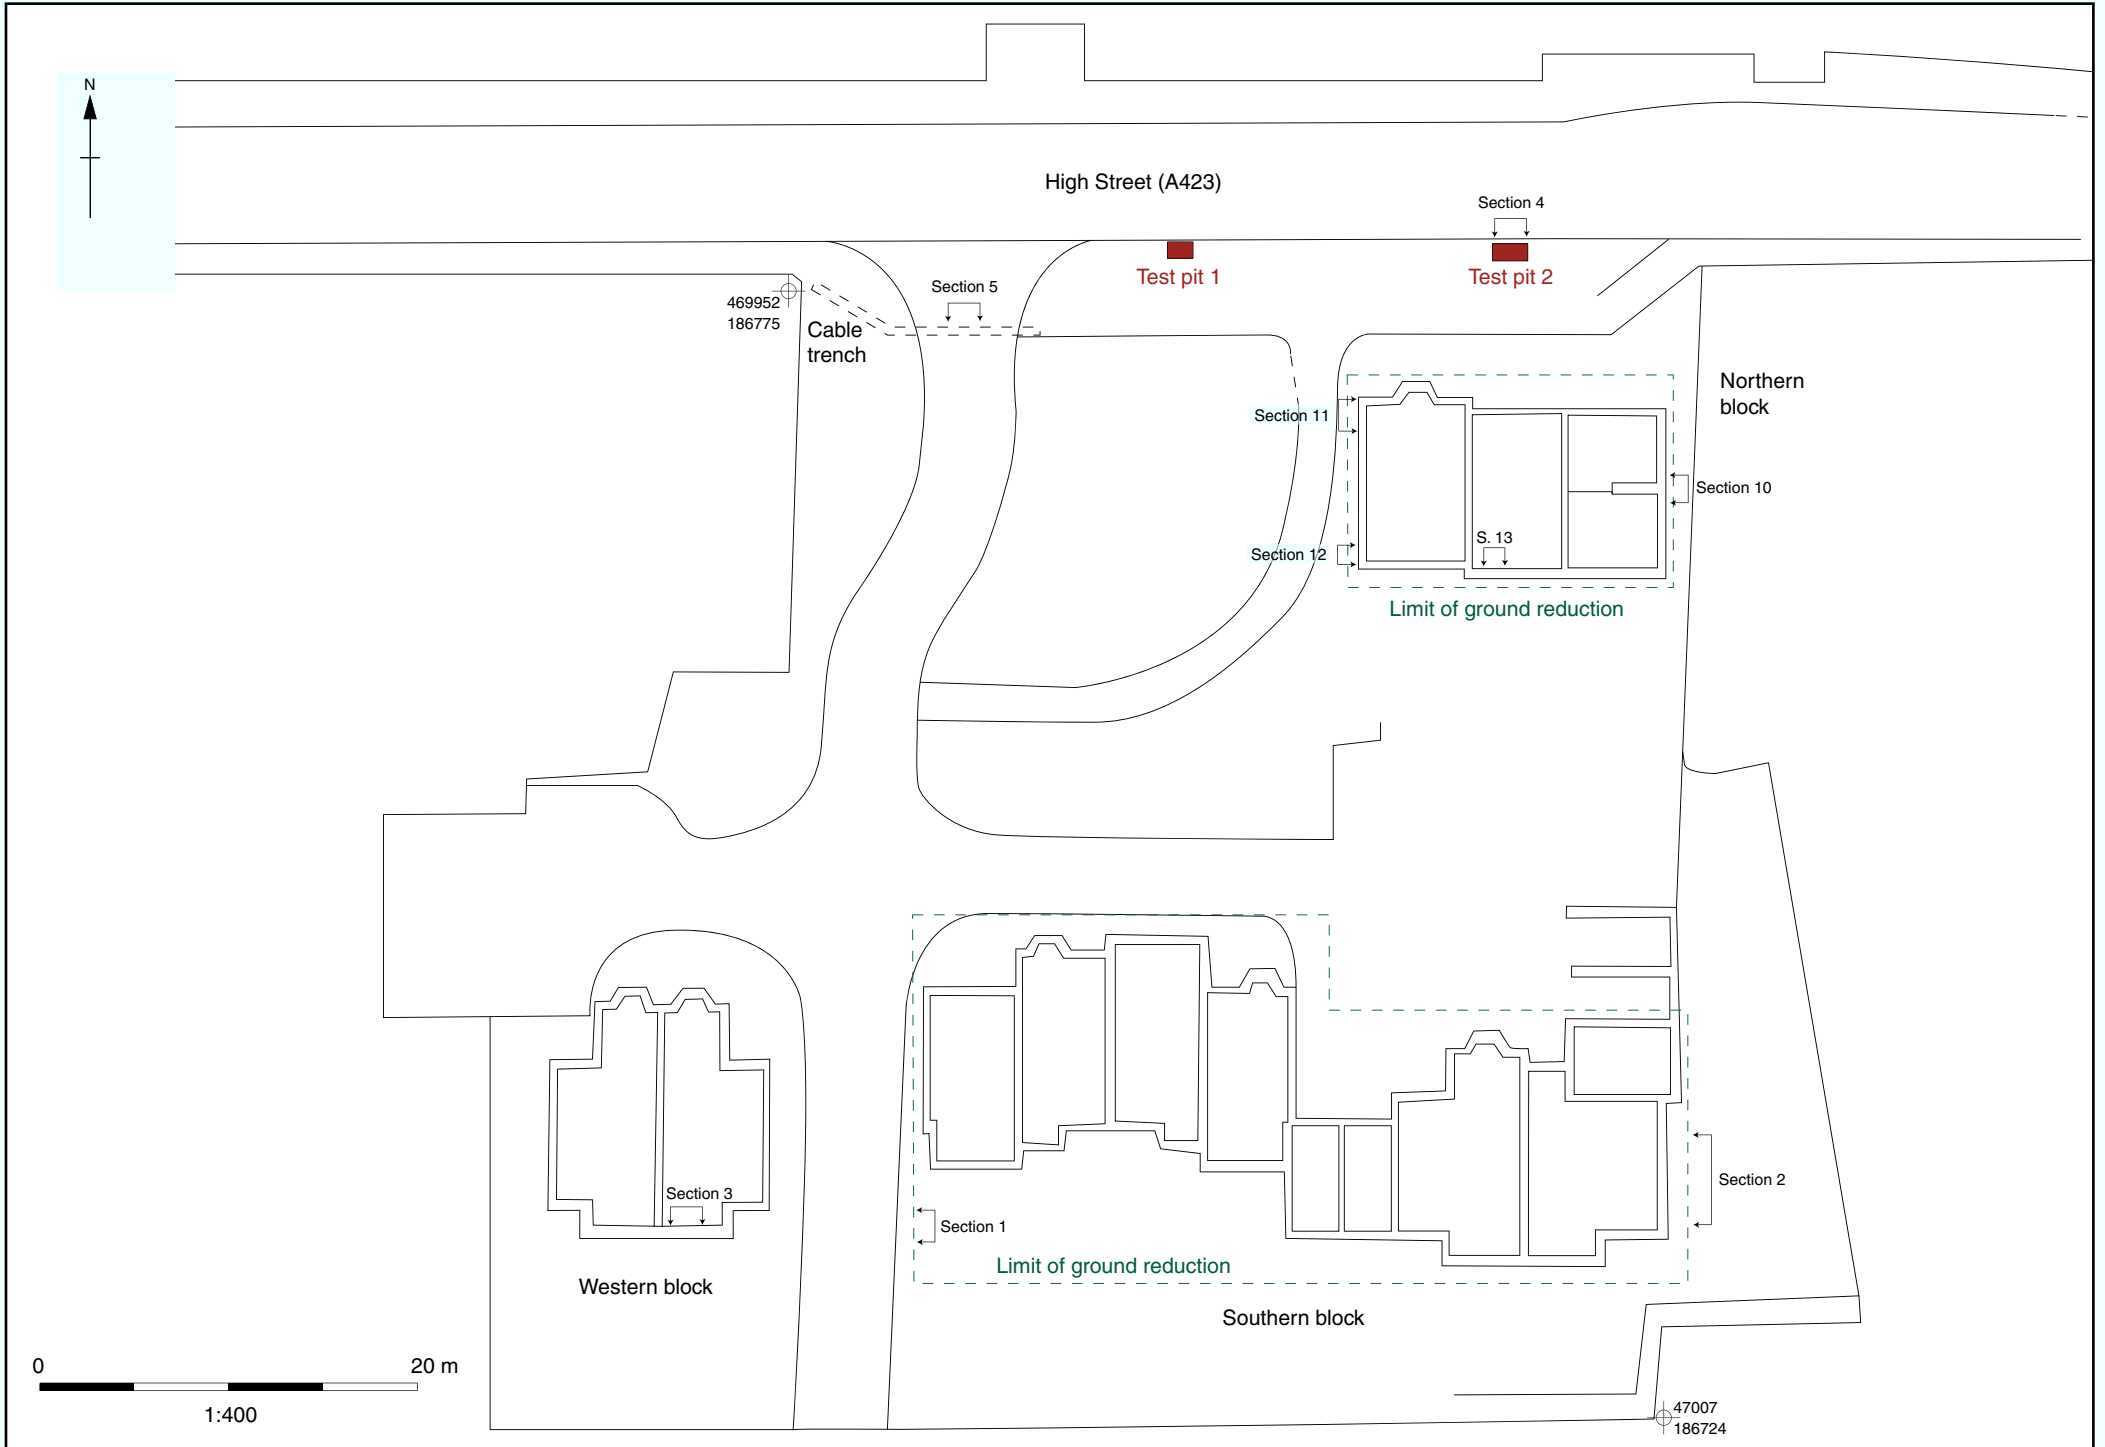 N
High Street (A423)
Section 4
Test pit 1
Test pit 2
Section 5
469952
186775
Cable
trench
Northern
block
Section 11
Section 10
S. 13
Section 12
Limit of ground reduction
Section 3
Section 2
Section 1
Limit of ground reduction
Western block
Southern block
0
20 m
1:400
47007
186724